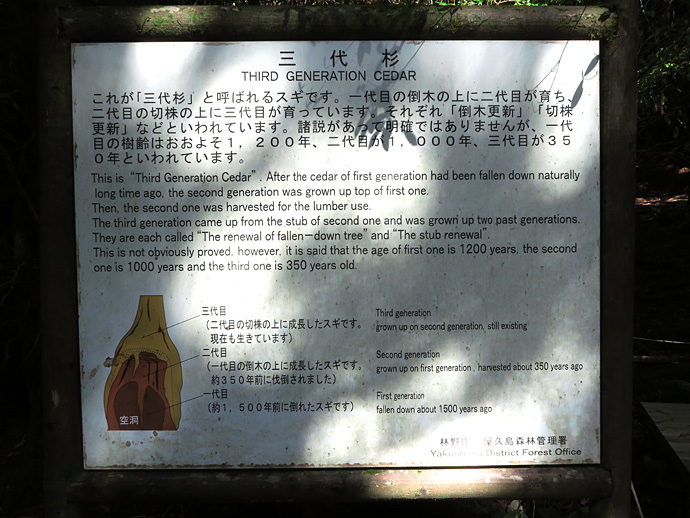 三代杉
THIRD GENERATION CEDAR
これが「三代杉」と呼ばれるスギです。一代目の倒木の上に二代目が育ち、
二代目の切株の上に三代目が育っています。それぞれ「倒木更新」「切株
更新」などといわれています。諸説があって明確ではありませんが、一代
目の樹齢はおおよそ1,200年、二代目が1,000年、三代目が35
0年といわれています。
This is “Third Generation Cedar”. After the cedar of first generation had been fallen down naturally
long time ago, the second generation was grown up top of first one.
Then, the second one was harvested for the lumber use.
The third generation came up from the stub of second one and was grown up two past generations.
They are each called “The renewal of fallen－down tree” and “The stub renewal”.
This is not obviously proved. however, it is said that the age of first one is 1200 years, the second
one is 1000 years and the third one is 350 years old.
三代目
（二代目の切株の上に成長したスギです。
現在も生きています）
二代目
（一代目の倒木の上に成長したスギです。
約350年前に伐倒されました）
一代目
（約1,500年前に倒れたスギです）
空洞
Third generation
grown up on second generation, still existing
Second generation
grown up on first generation , harvested about 350 years ago
First generation
fallen down about 1500 years ago
林野庁 屋久島森林管理署
District Forest Office